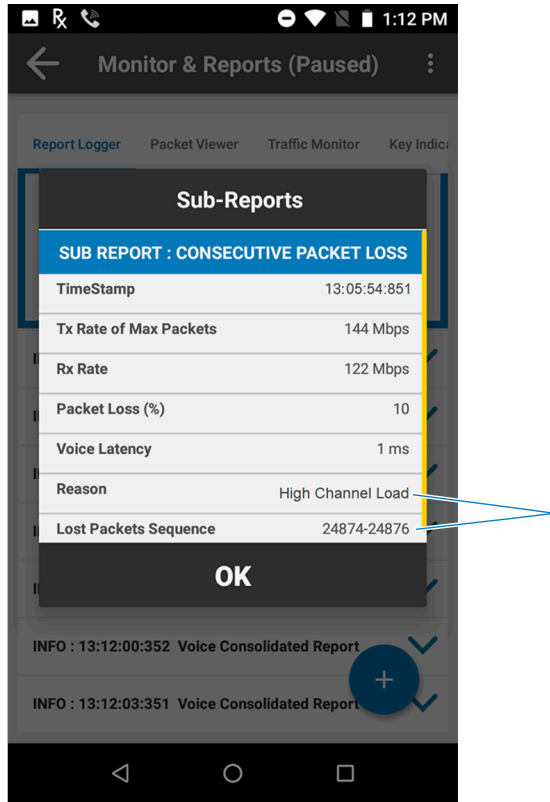 1:12 PM
Monitor & Reports (Paused)
Report Logger Packet Viewer Traffic Monitor Key Indica
Sub-Reports
SUB REPORT : CONSECUTIVE PACKET LOSS
TimeStamp 13:05:54:851
Tx Rate of Max Packets 144 Mbps
Rx Rate 122 Mbps
Packet Loss (%) 10
Voice Latency 1 ms
Reason High Channel Load
Lost Packets Sequence 24874-24876
OK
INFO : 13:12:00:352 Voice Consolidated Report
INFO : 13:12:03:351 Voice Consolidated Report